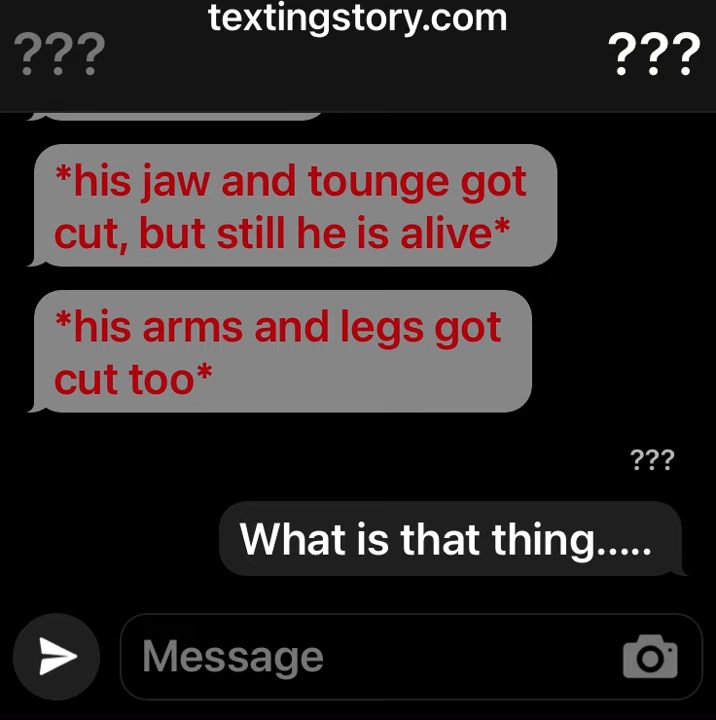 textingstory.com
??? ???
*his jaw and tounge got
cut, but still he is alive*
*his arms and legs got
cut too*
???
What is that thing.....
Message